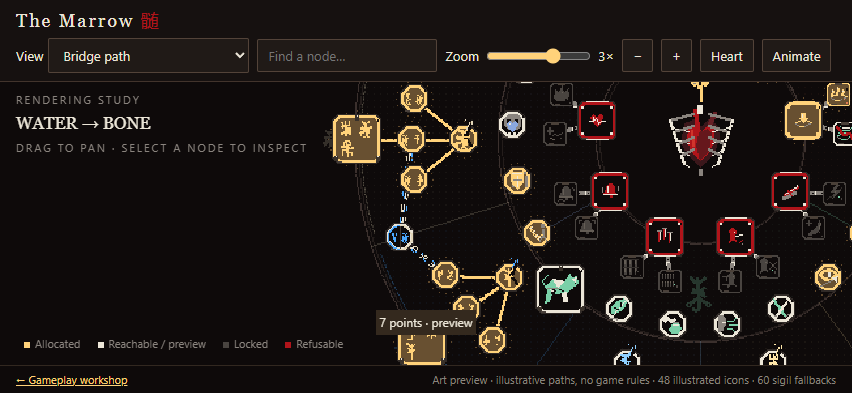 The Marrow 髄
View Bridge path Find a node... Zoom 3× − + Heart Animate
RENDERING STUDY
WATER → BONE
DRAG TO PAN · SELECT A NODE TO INSPECT
7 points · preview
Allocated Reachable / preview Locked Refusable
← Gameplay workshop Art preview · illustrative paths, no game rules · 48 illustrated icons · 60 sigil fallbacks